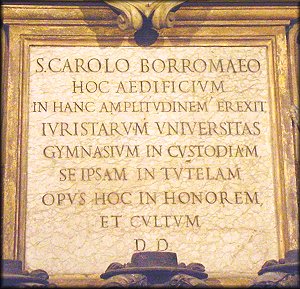 S. CAROLO BORROMAEO
HOC AEDIFICIVM
IN HANC AMPLITVDINEM EREXIT
IVRISTARVM VNIVERSITAS
GYMNASIVM IN CVSTODIAM
SE IPSAM IN TVTELAM
OPVS HOC IN HONOREM
ET CVLTVM
D. D.